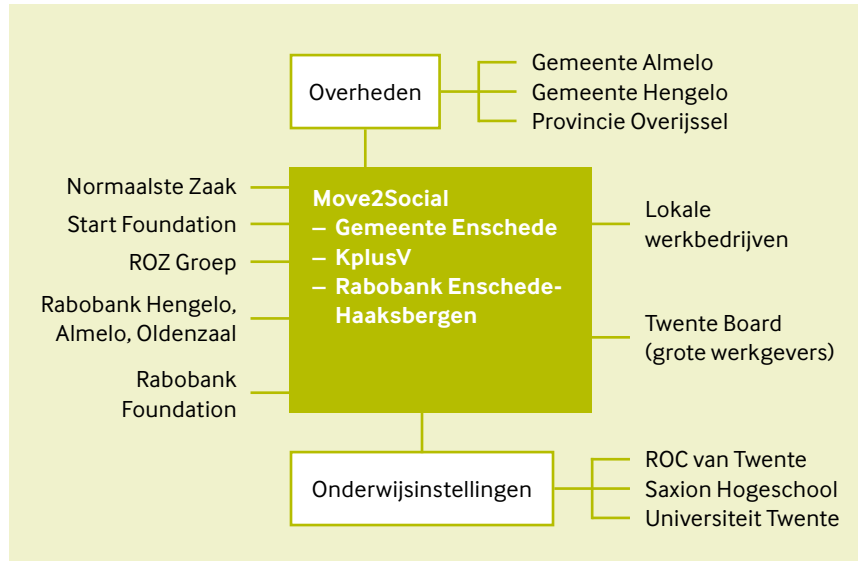 Overheden
Gemeente Almelo
Gemeente Hengelo
Provincie Overijssel
Normaalste Zaak
Start Foundation
ROZ Groep
Rabobank Hengelo,
Almelo, Oldenzaal
Rabobank
Foundation
Move2Social
– Gemeente Enschede
– KplusV
– Rabobank Enschede-
Haaksbergen
Lokale
werkbedrijven
Twente Board
(grote werkgevers)
Onderwijsinstellingen
ROC van Twente
Saxion Hogeschool
Universiteit Twente